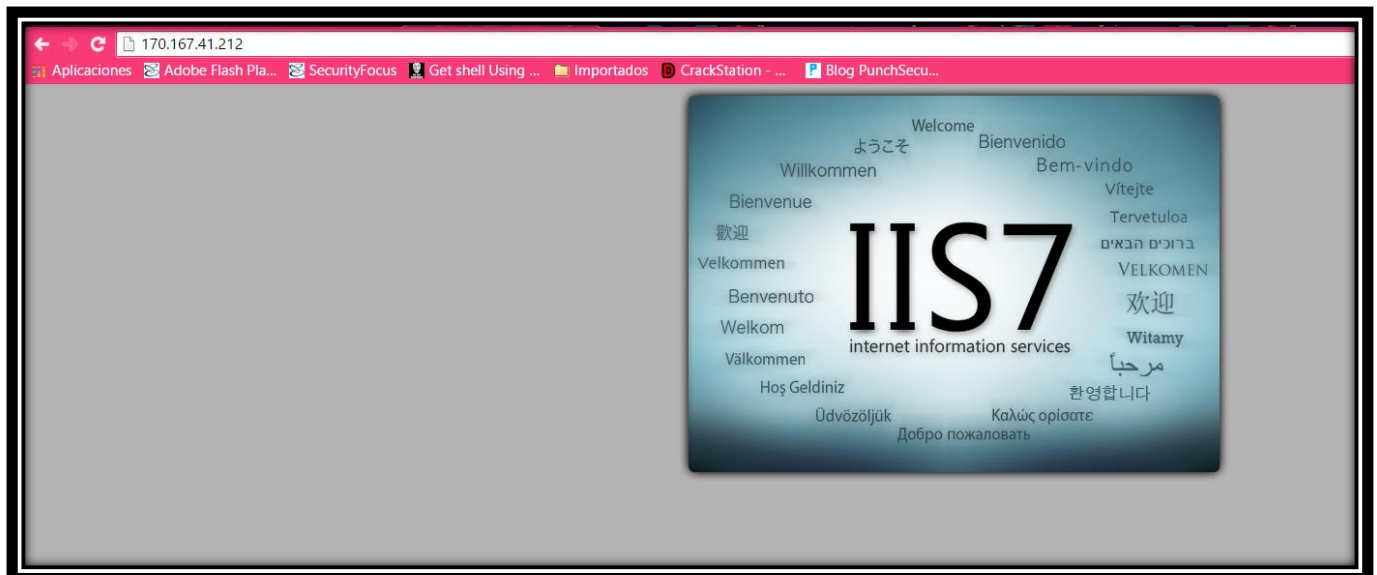 170.167.41.212
Aplicaciones Adobe Flash Pla... SecurityFocus Get shell Using ... Importados CrackStation - ... Blog PunchSecu...
Welcome
ようこそ
Bienvenido
Willkommen
Bem-vindo
Vítejte
Bienvenue
Tervetuloa
歡迎
ברוכים הבאים
Velkommen
VELKOMEN
Benvenuto
欢迎
IIS7
internet information services
Welkom
Witamy
Välkommen
مرحباً
Hoş Geldiniz
환영합니다
Üdvözöljük
Καλώς ορίσατε
Добро пожаловать